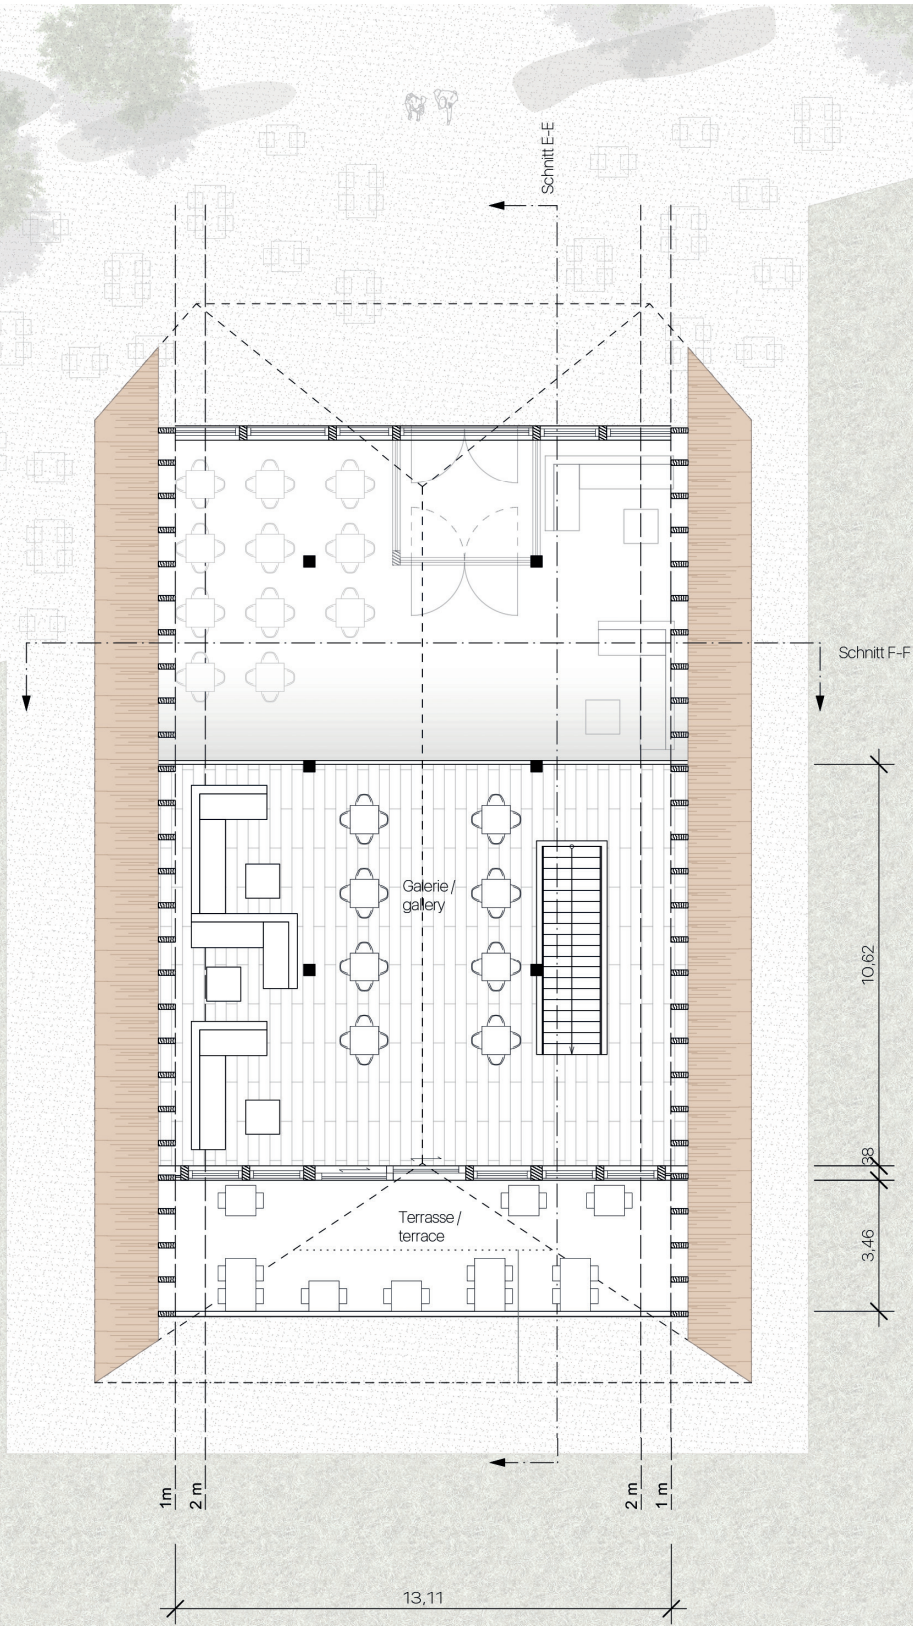 Schnitt E-E
Schnitt F-F
Galerie /
gallery
10,62
38
Terrasse /
terrace
3,46
1m
2 m
2 m
1 m
13,11